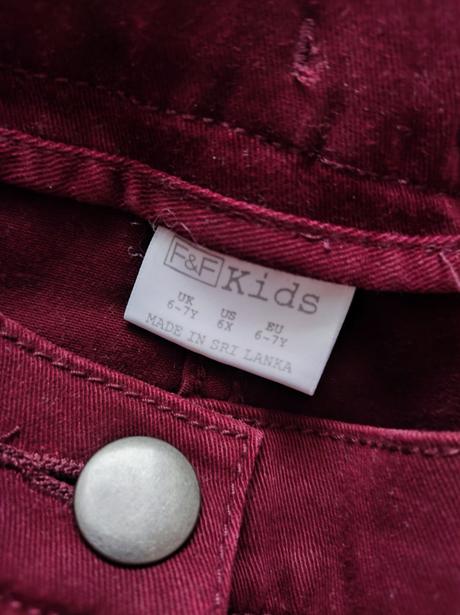 F&F Kids
UK US EU
6-7Y 6X 6-7Y
MADE IN SRI LANKA